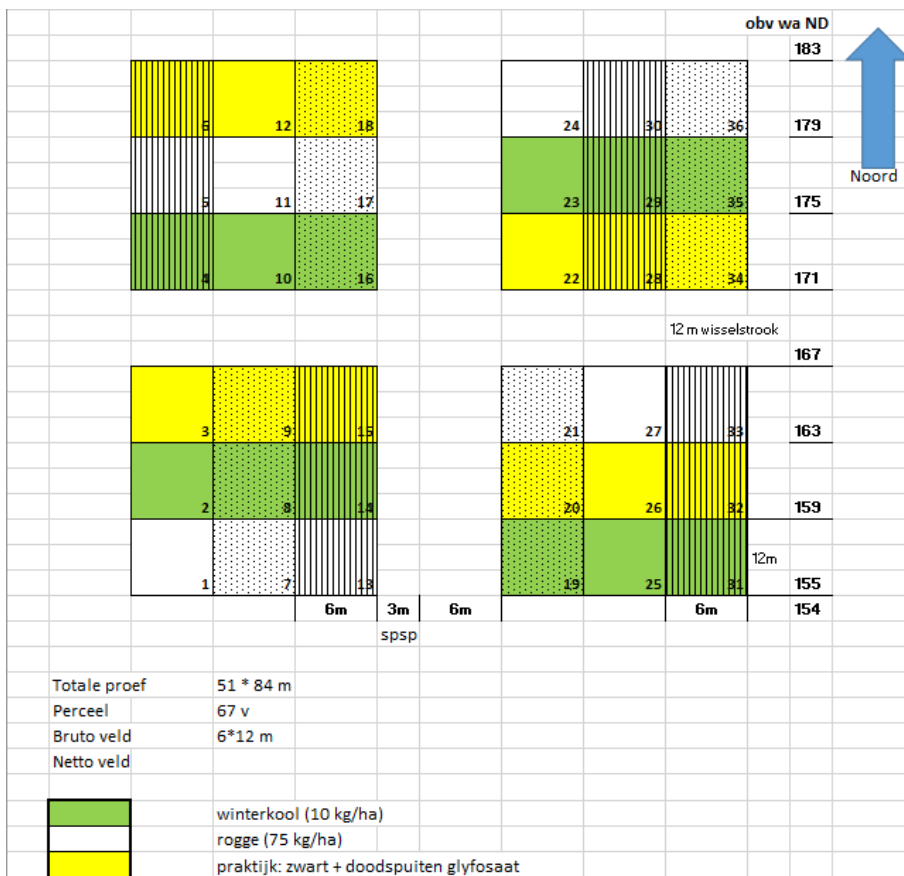 obv wa ND
183
6 12 18 24 30 36 179
Noord
5 11 17 23 29 35 175
4 10 16 22 28 34 171
12 m wisselstrook
167
3 9 15 21 27 33 163
2 8 14 20 26 32 159
12m
1 7 13 19 25 31 155
6m 3m 6m 6m 154
spsp
Totale proef 51 * 84 m
Perceel 67 v
Bruto veld 6*12 m
Netto veld
winterkool (10 kg/ha)
rogge (75 kg/ha)
praktijk: zwart + doodspuiten glyfosaat